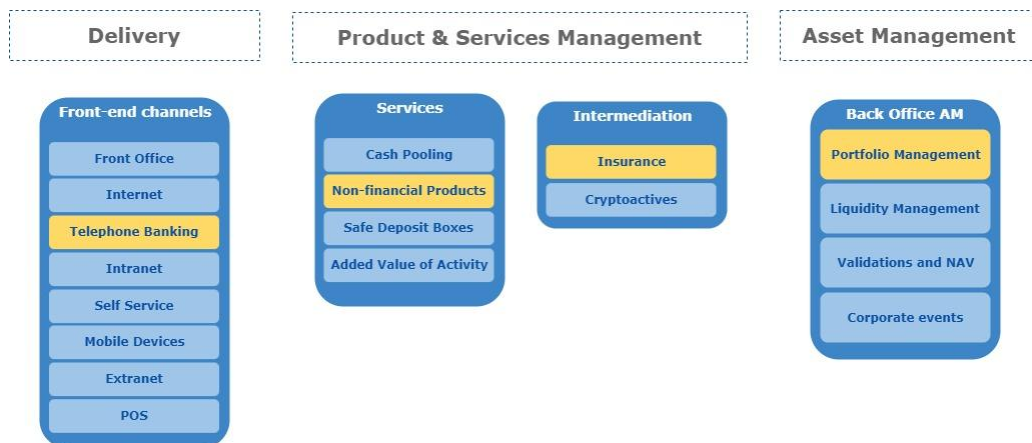 Delivery
Product & Services Management
Asset Management
Front-end channels
Front Office
Internet
Telephone Banking
Intranet
Self Service
Mobile Devices
Extranet
POS
Services
Cash Pooling
Non-financial Products
Safe Deposit Boxes
Added Value of Activity
Intermediation
Insurance
Cryptoactives
Back Office AM
Portfolio Management
Liquidity Management
Validations and NAV
Corporate events